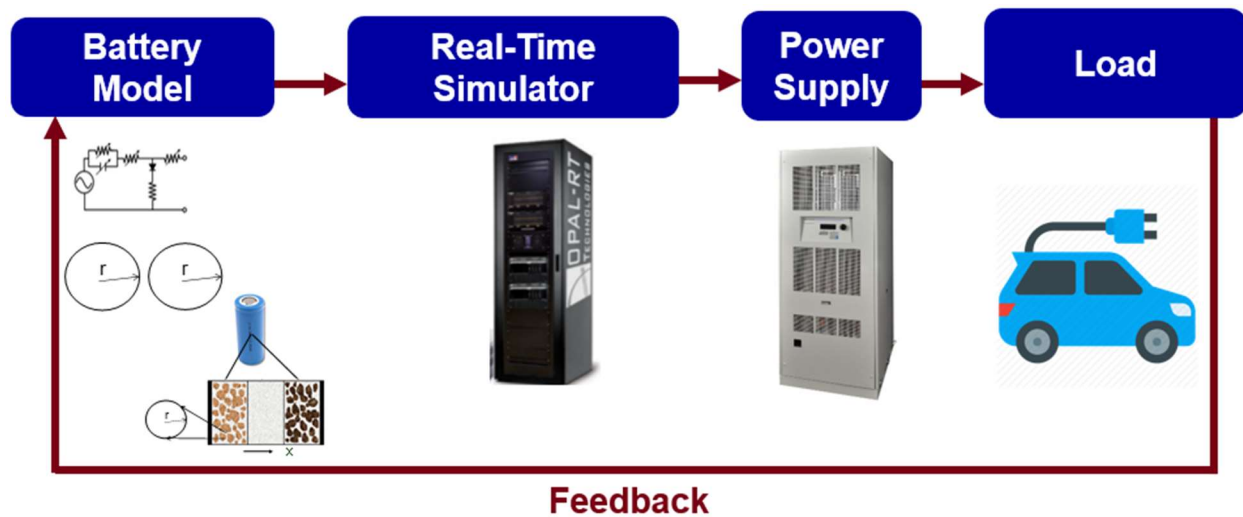 Battery
Model
Real-Time
Simulator
Power
Supply
Load
r
r
OPAL-RT
TECHNOLOGIES
r
x
Feedback